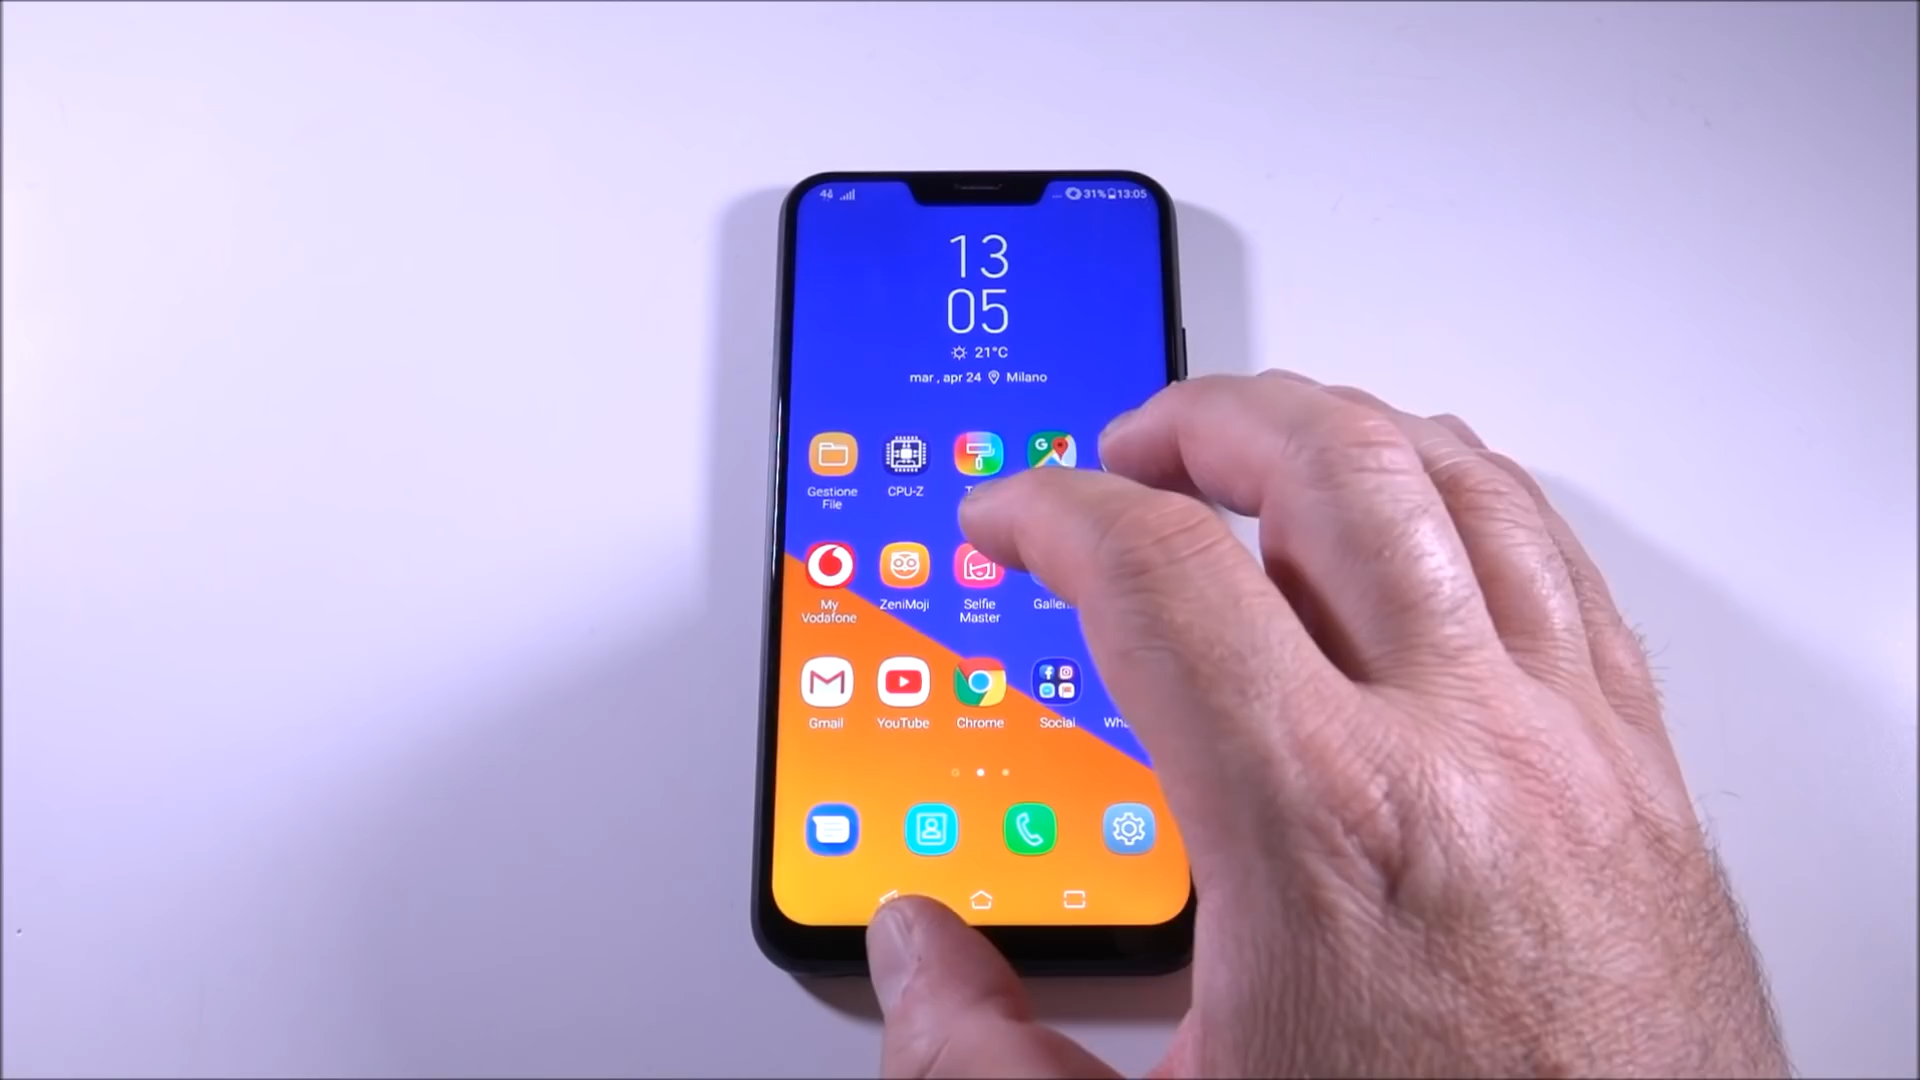 31% 13:05
13
05
21°C
mar , apr 24 Milano
Gestione
File
CPU-Z
My
Vodafone
ZeniMoji
Selfie
Master
Gmail
YouTube
Chrome
Social